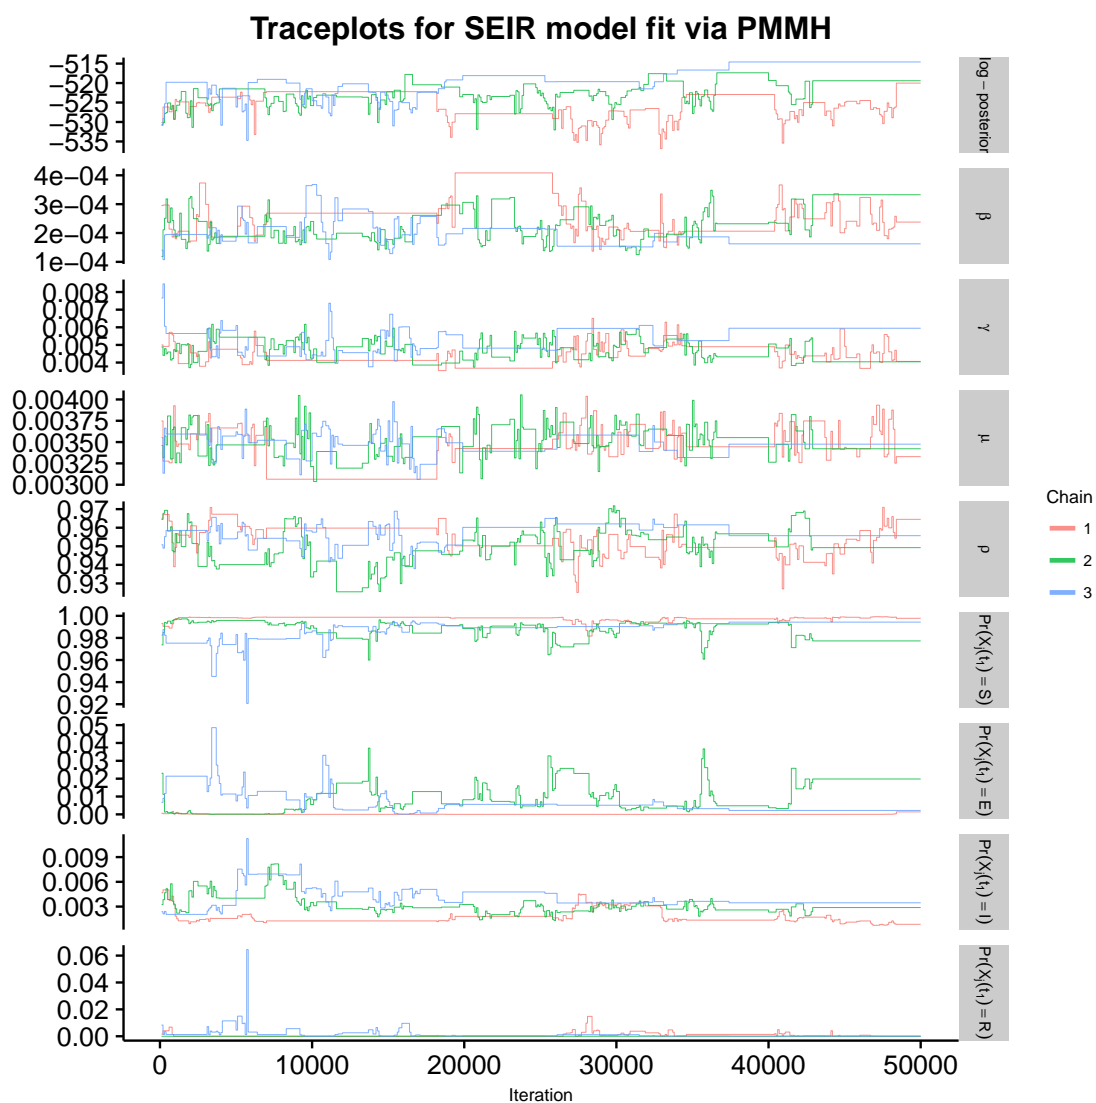 Traceplots for SEIR model fit via PMMH
−515
−520
−525
−530
−535
log − posterior
4e−04
3e−04
2e−04
1e−04
β
0.008
0.007
0.006
0.005
0.004
γ
0.00400
0.00375
0.00350
0.00325
0.00300
μ
0.97
0.96
0.95
0.94
0.93
ρ
1.00
0.98
0.96
0.94
0.92
Pr(Xj(t1) = S)
0.05
0.04
0.03
0.02
0.01
0.00
Pr(Xj(t1) = E)
0.009
0.006
0.003
Pr(Xj(t1) = I)
0.06
0.04
0.02
0.00
Pr(Xj(t1) = R)
0 10000 20000 30000 40000 50000
Iteration
Chain
1
2
3